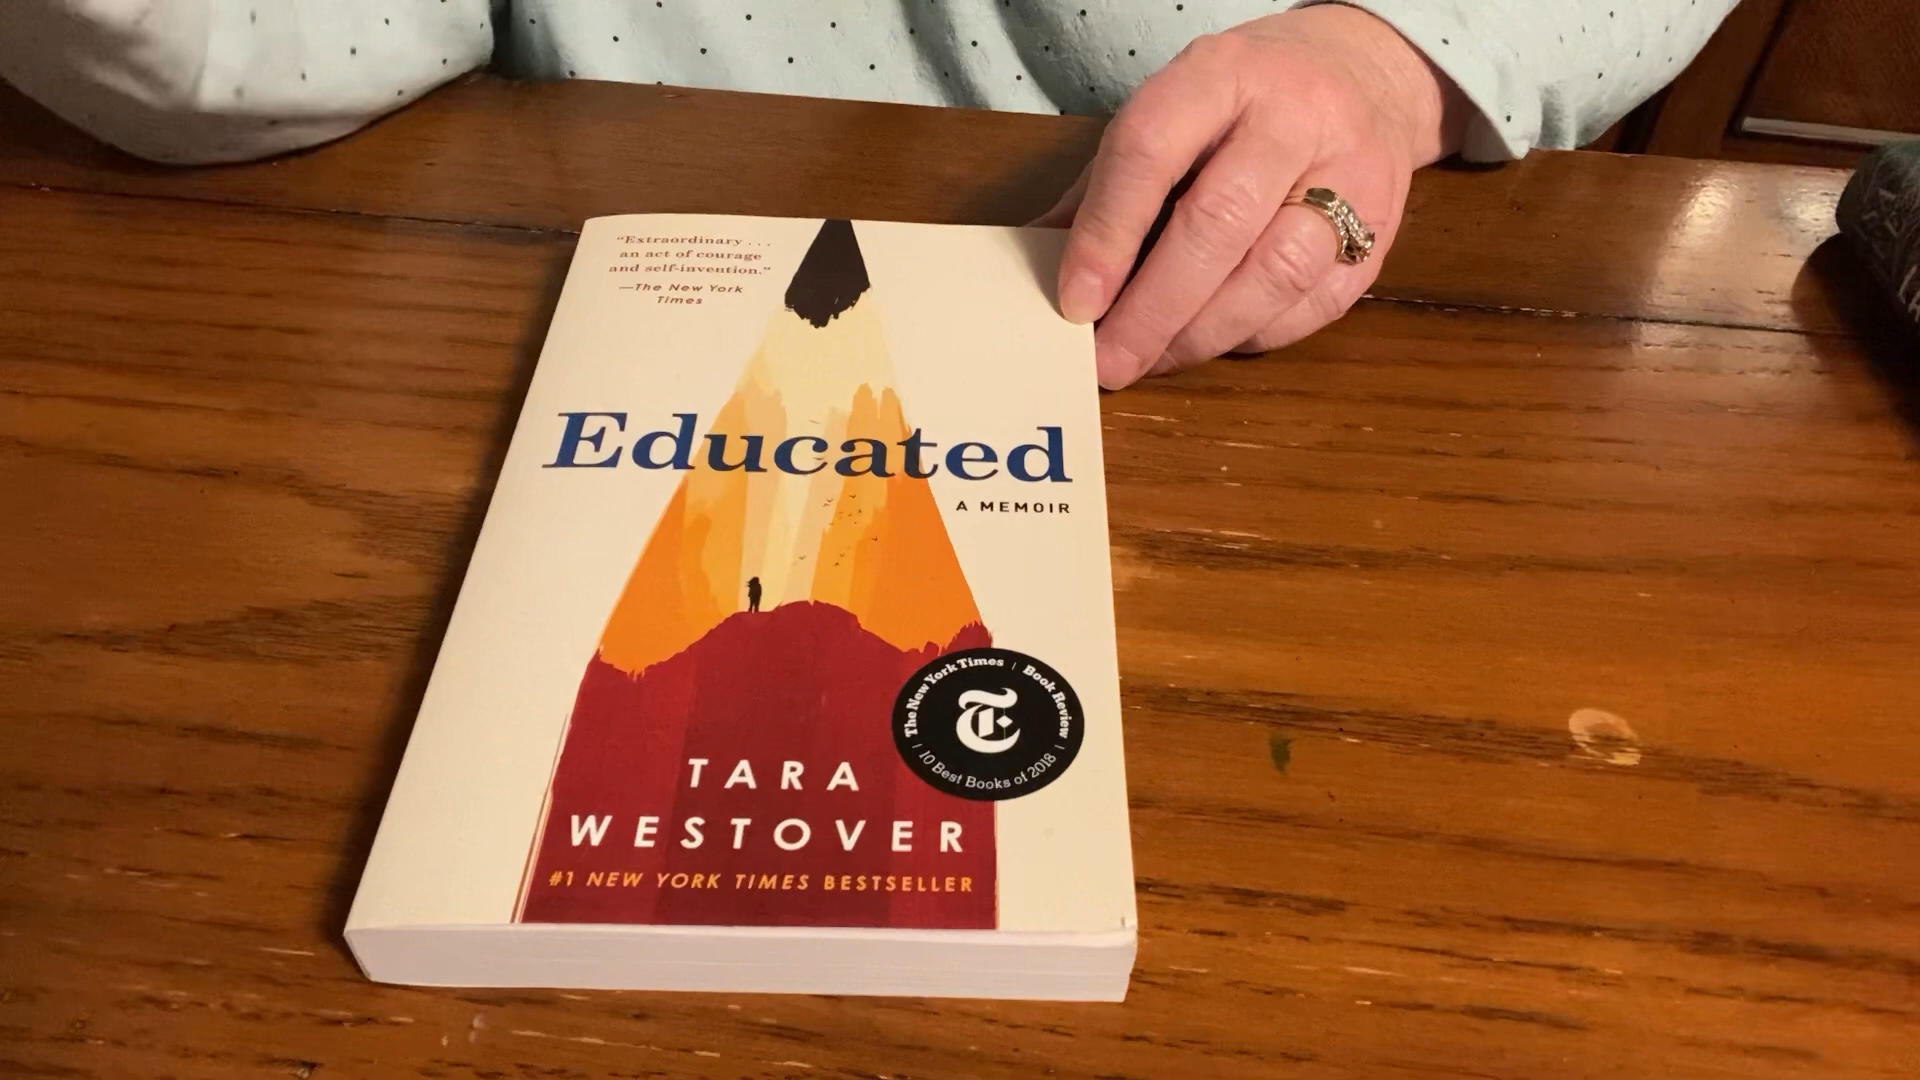 “Extraordinary . . .
an act of courage
and self-invention.”
—The New York
Times
Educated
A MEMOIR
The New York Times | Book Review
T
| 10 Best Books of 2018 |
TARA
WESTOVER
#1 NEW YORK TIMES BESTSELLER